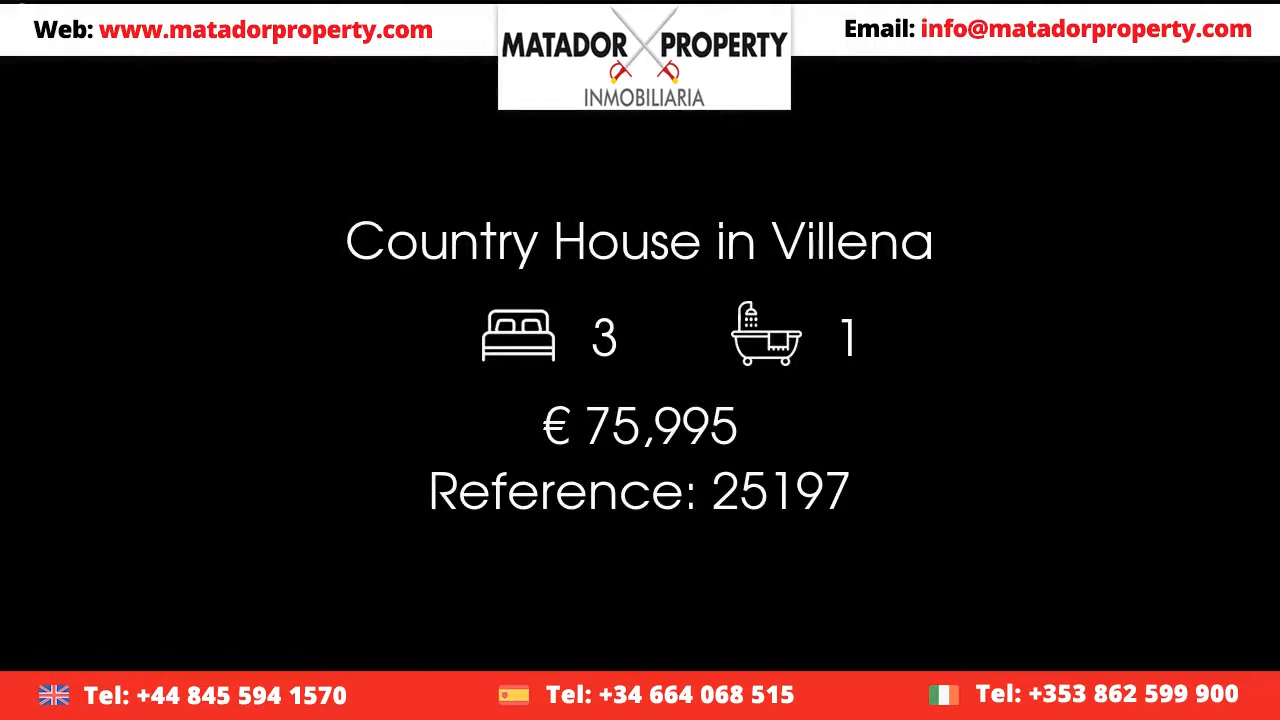 Web: www.matadorproperty.com
MATADOR PROPERTY
INMOBILIARIA
Email: info@matadorproperty.com
Country House in Villena
3 1
€ 75,995
Reference: 25197
Tel: +44 845 594 1570
Tel: +34 664 068 515
Tel: +353 862 599 900